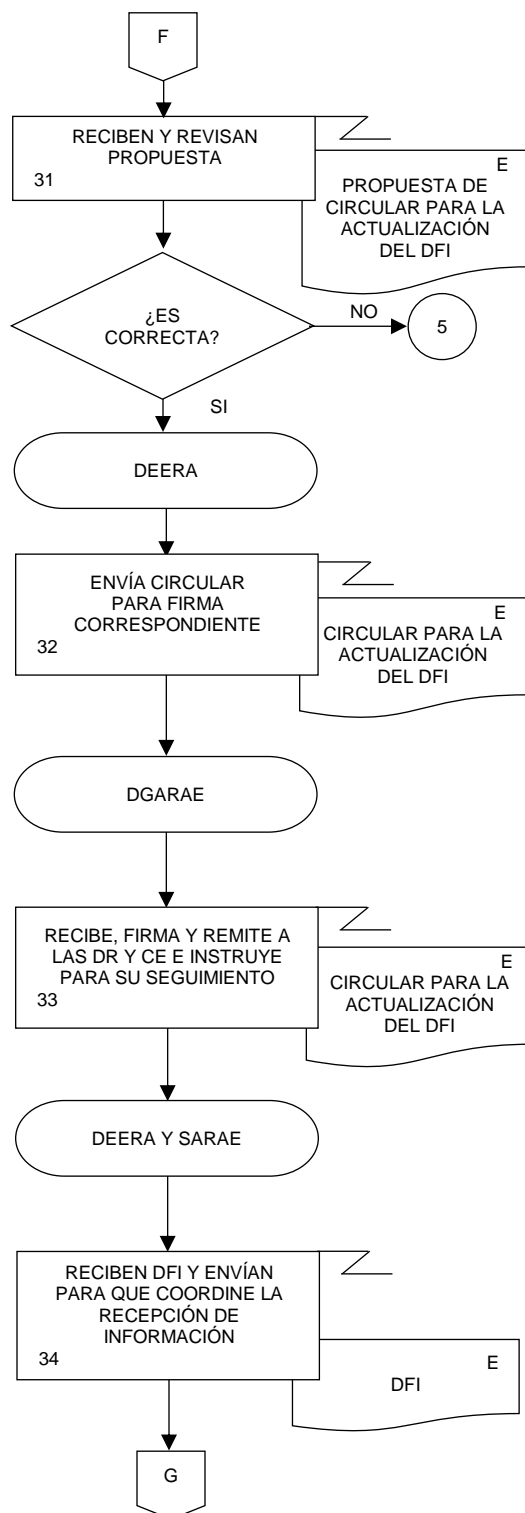 F
RECIBEN Y REVISAN
PROPUESTA
31
E
PROPUESTA DE
CIRCULAR PARA LA
ACTUALIZACIÓN
DEL DFI
¿ES
CORRECTA?
NO
5
SI
DEERA
ENVÍA CIRCULAR
PARA FIRMA
CORRESPONDIENTE
32
E
CIRCULAR PARA LA
ACTUALIZACIÓN
DEL DFI
DGARAE
RECIBE, FIRMA Y REMITE A
LAS DR Y CE E INSTRUYE
PARA SU SEGUIMIENTO
33
E
CIRCULAR PARA LA
ACTUALIZACIÓN
DEL DFI
DEERA Y SARAE
RECIBEN DFI Y ENVÍAN
PARA QUE COORDINE LA
RECEPCIÓN DE
INFORMACIÓN
34
E
DFI
G